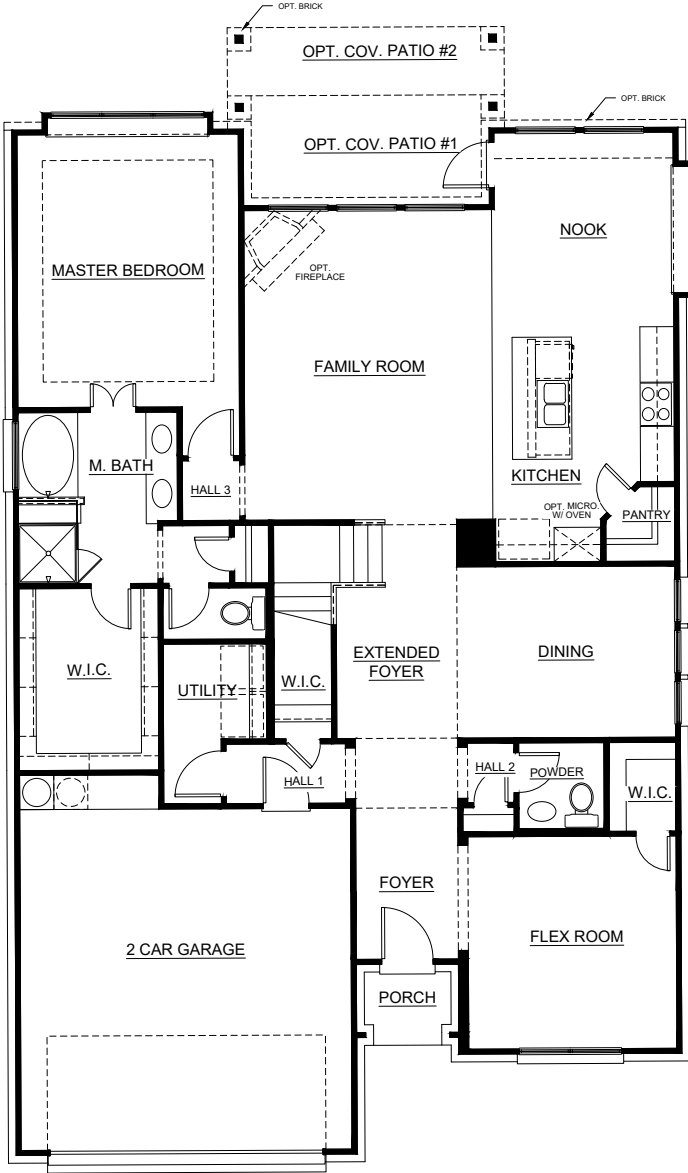 OPT. BRICK
OPT. COV. PATIO #2
OPT. BRICK
OPT. COV. PATIO #1
NOOK
MASTER BEDROOM
OPT.
FIREPLACE
FAMILY ROOM
M. BATH
KITCHEN
HALL 3
OPT. MICRO.
W/ OVEN
PANTRY
EXTENDED
FOYER
DINING
W.I.C.
UTILITY
W.I.C.
HALL 1
HALL 2
POWDER
W.I.C.
FOYER
2 CAR GARAGE
FLEX ROOM
PORCH